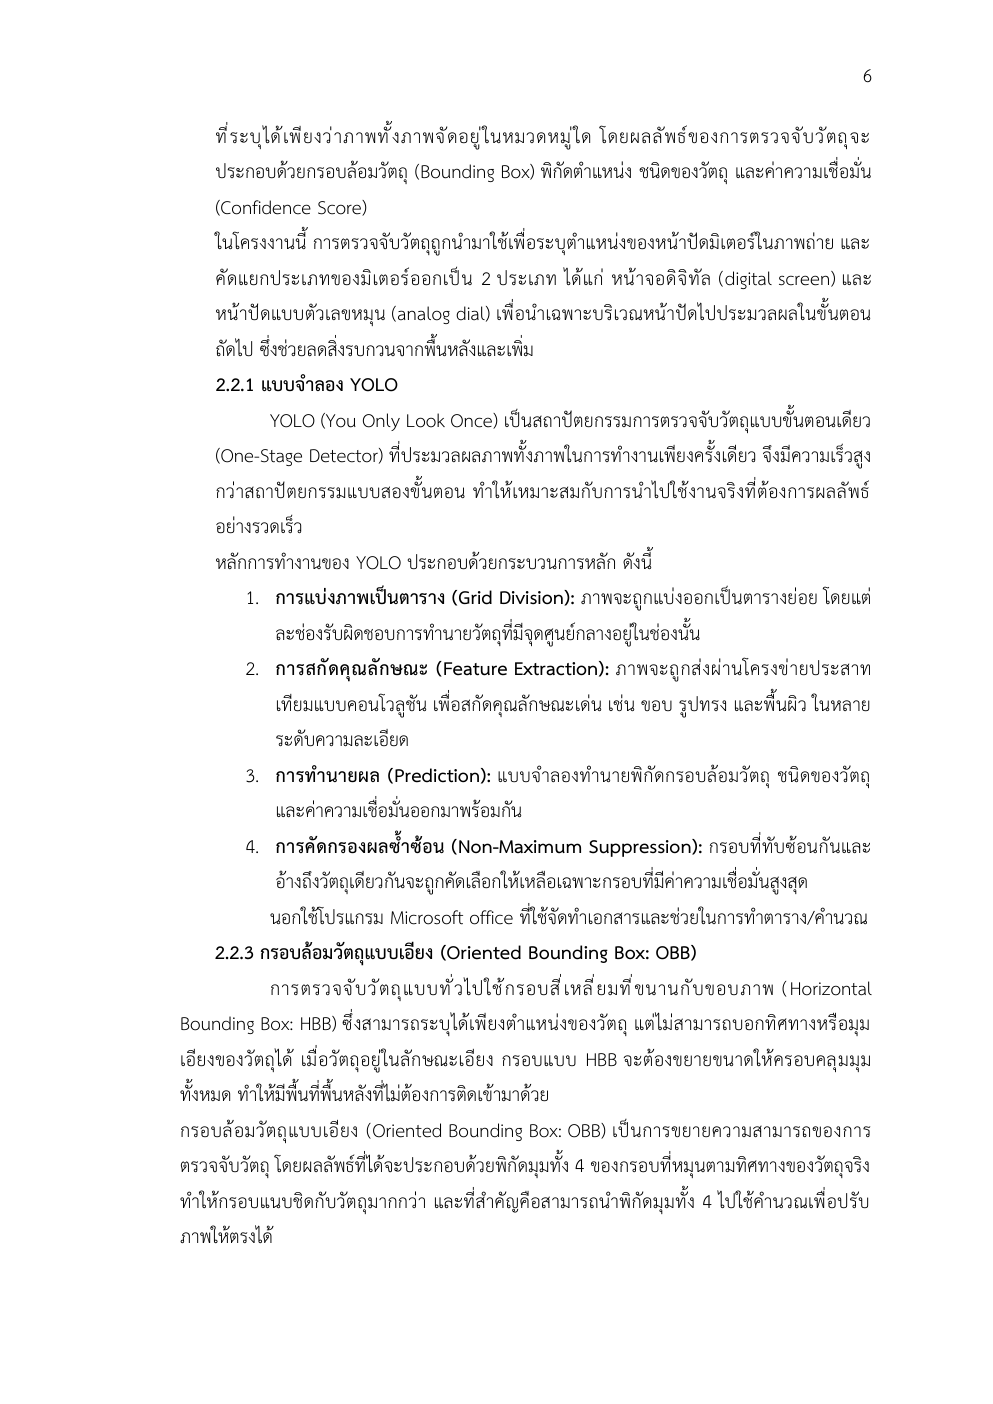 6
ที่ระบุได้เพียงว่าภาพทั้งภาพจัดอยู่ในหมวดหมู่ใด โดยผลลัพธ์ของการตรวจจับวัตถุจะ
ประกอบด้วยกรอบล้อมวัตถุ (Bounding Box) พิกัดตำแหน่ง ชนิดของวัตถุ และค่าความเชื่อมั่น
(Confidence Score)
ในโครงงานนี้ การตรวจจับวัตถุถูกนำมาใช้เพื่อระบุตำแหน่งของหน้าปัดมิเตอร์ในภาพถ่าย และ
คัดแยกประเภทของมิเตอร์ออกเป็น 2 ประเภท ได้แก่ หน้าจอดิจิทัล (digital screen) และ
หน้าปัดแบบตัวเลขหมุน (analog dial) เพื่อนำเฉพาะบริเวณหน้าปัดไปประมวลผลในขั้นตอน
ถัดไป ซึ่งช่วยลดสิ่งรบกวนจากพื้นหลังและเพิ่ม
2.2.1 แบบจำลอง YOLO
YOLO (You Only Look Once) เป็นสถาปัตยกรรมการตรวจจับวัตถุแบบขั้นตอนเดียว
(One-Stage Detector) ที่ประมวลผลภาพทั้งภาพในการทำงานเพียงครั้งเดียว จึงมีความเร็วสูง
กว่าสถาปัตยกรรมแบบสองขั้นตอน ทำให้เหมาะสมกับการนำไปใช้งานจริงที่ต้องการผลลัพธ์
อย่างรวดเร็ว
หลักการทำงานของ YOLO ประกอบด้วยกระบวนการหลัก ดังนี้
1. การแบ่งภาพเป็นตาราง (Grid Division): ภาพจะถูกแบ่งออกเป็นตารางย่อย โดยแต่
ละช่องรับผิดชอบการทำนายวัตถุที่มีจุดศูนย์กลางอยู่ในช่องนั้น
2. การสกัดคุณลักษณะ (Feature Extraction): ภาพจะถูกส่งผ่านโครงข่ายประสาท
เทียมแบบคอนโวลูชัน เพื่อสกัดคุณลักษณะเด่น เช่น ขอบ รูปทรง และพื้นผิว ในหลาย
ระดับความละเอียด
3. การทำนายผล (Prediction): แบบจำลองทำนายพิกัดกรอบล้อมวัตถุ ชนิดของวัตถุ
และค่าความเชื่อมั่นออกมาพร้อมกัน
4. การคัดกรองผลซ้ำซ้อน (Non-Maximum Suppression): กรอบที่ทับซ้อนกันและ
อ้างถึงวัตถุเดียวกันจะถูกคัดเลือกให้เหลือเฉพาะกรอบที่มีค่าความเชื่อมั่นสูงสุด
นอกใช้โปรแกรม Microsoft office ที่ใช้จัดทำเอกสารและช่วยในการทำตาราง/คำนวณ
2.2.3 กรอบล้อมวัตถุแบบเอียง (Oriented Bounding Box: OBB)
การตรวจจับวัตถุแบบทั่วไปใช้กรอบสี่เหลี่ยมที่ขนานกับขอบภาพ (Horizontal
Bounding Box: HBB) ซึ่งสามารถระบุได้เพียงตำแหน่งของวัตถุ แต่ไม่สามารถบอกทิศทางหรือมุม
เอียงของวัตถุได้ เมื่อวัตถุอยู่ในลักษณะเอียง กรอบแบบ HBB จะต้องขยายขนาดให้ครอบคลุมมุม
ทั้งหมด ทำให้มีพื้นที่พื้นหลังที่ไม่ต้องการติดเข้ามาด้วย
กรอบล้อมวัตถุแบบเอียง (Oriented Bounding Box: OBB) เป็นการขยายความสามารถของการ
ตรวจจับวัตถุ โดยผลลัพธ์ที่ได้จะประกอบด้วยพิกัดมุมทั้ง 4 ของกรอบที่หมุนตามทิศทางของวัตถุจริง
ทำให้กรอบแนบชิดกับวัตถุมากกว่า และที่สำคัญคือสามารถนำพิกัดมุมทั้ง 4 ไปใช้คำนวณเพื่อปรับ
ภาพให้ตรงได้